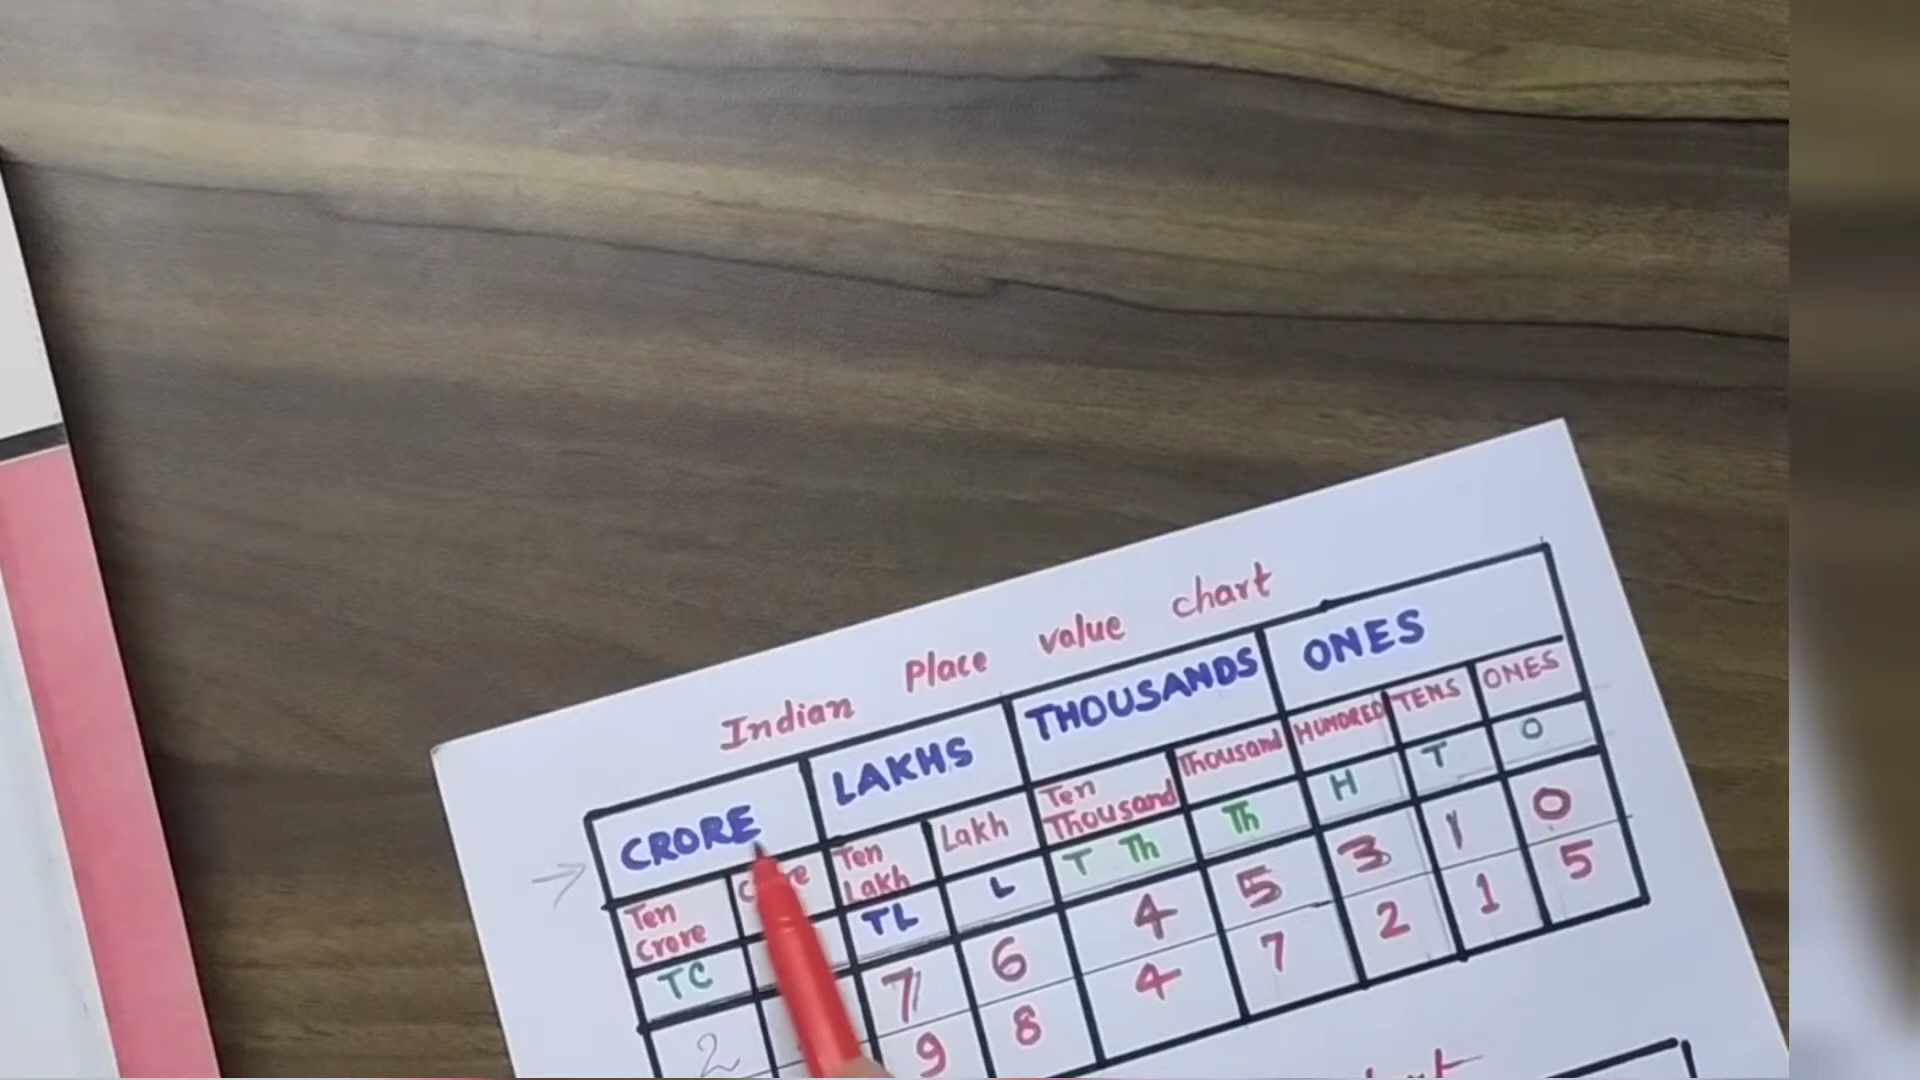 Indian Place value chart
CRORE LAKHS THOUSANDS ONES
Ten Crore Ten Lakh Lakh Ten Thousand Thousand HUNDRED TENS ONES
TC TL L T Th Th H T O
2 7 6 4 5 3 1 0
9 8 4 7 2 1 5